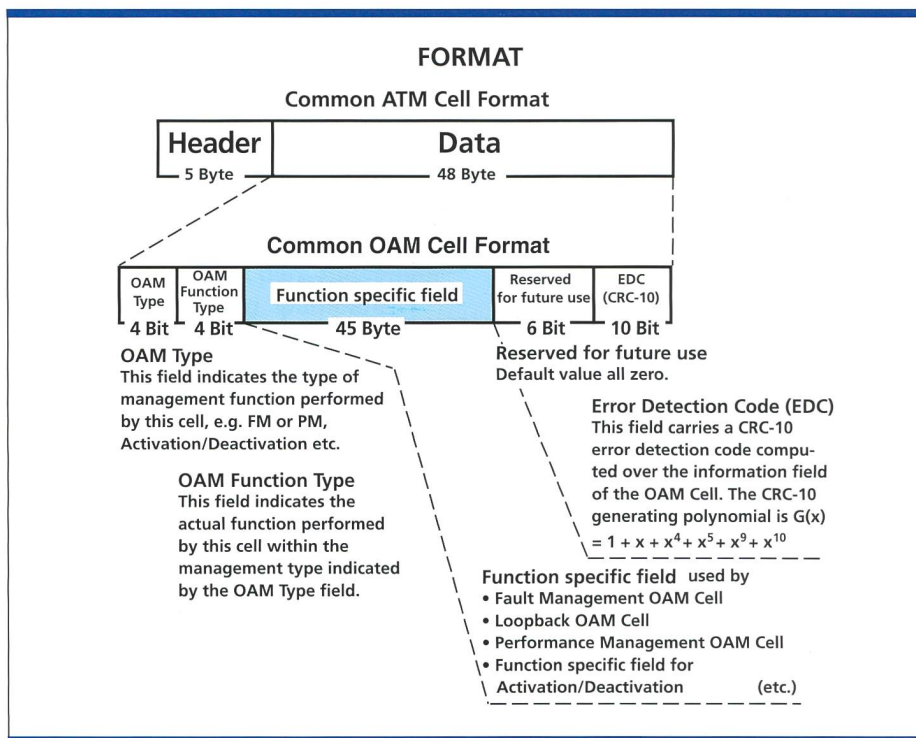 FORMAT
Common ATM Cell Format
Header
Data
5 Byte
48 Byte
Common OAM Cell Format
OAM
Type
OAM
Function
Type
Function specific field
Reserved
for future use
EDC
(CRC-10)
4 Bit
4 Bit
45 Byte
6 Bit
10 Bit
OAM Type
This field indicates the type of
management function performed
by this cell, e.g. FM or PM,
Activation/Deactivation etc.
Reserved for future use
Default value all zero.
Error Detection Code (EDC)
This field carries a CRC-10
error detection code compu-
ted over the information field
of the OAM Cell. The CRC-10
generating polynomial is G(x)
= 1 + x + x⁴ + x⁵ + x⁹ + x¹⁰
OAM Function Type
This field indicates the
actual function performed
by this cell within the
management type indicated
by the OAM Type field.
Function specific field used by
• Fault Management OAM Cell
• Loopback OAM Cell
• Performance Management OAM Cell
• Function specific field for
Activation/Deactivation (etc.)